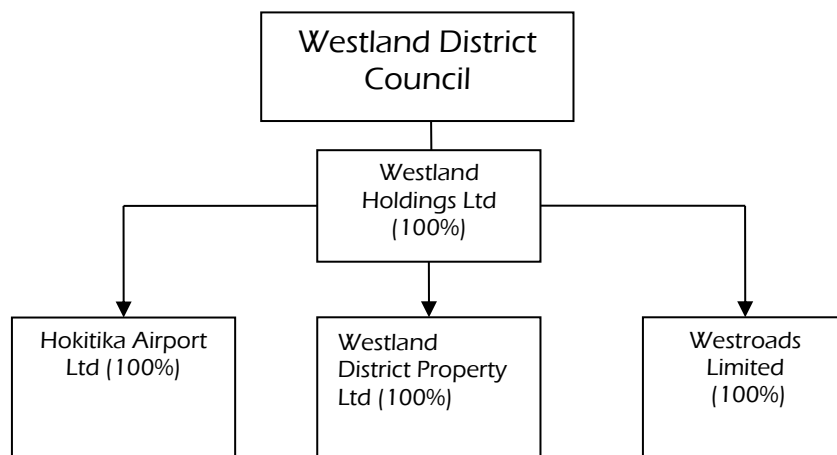 Westland District
Council
Westland
Holdings Ltd
(100%)
Hokitika Airport
Ltd (100%)
Westland
District Property
Ltd (100%)
Westroads
Limited
(100%)